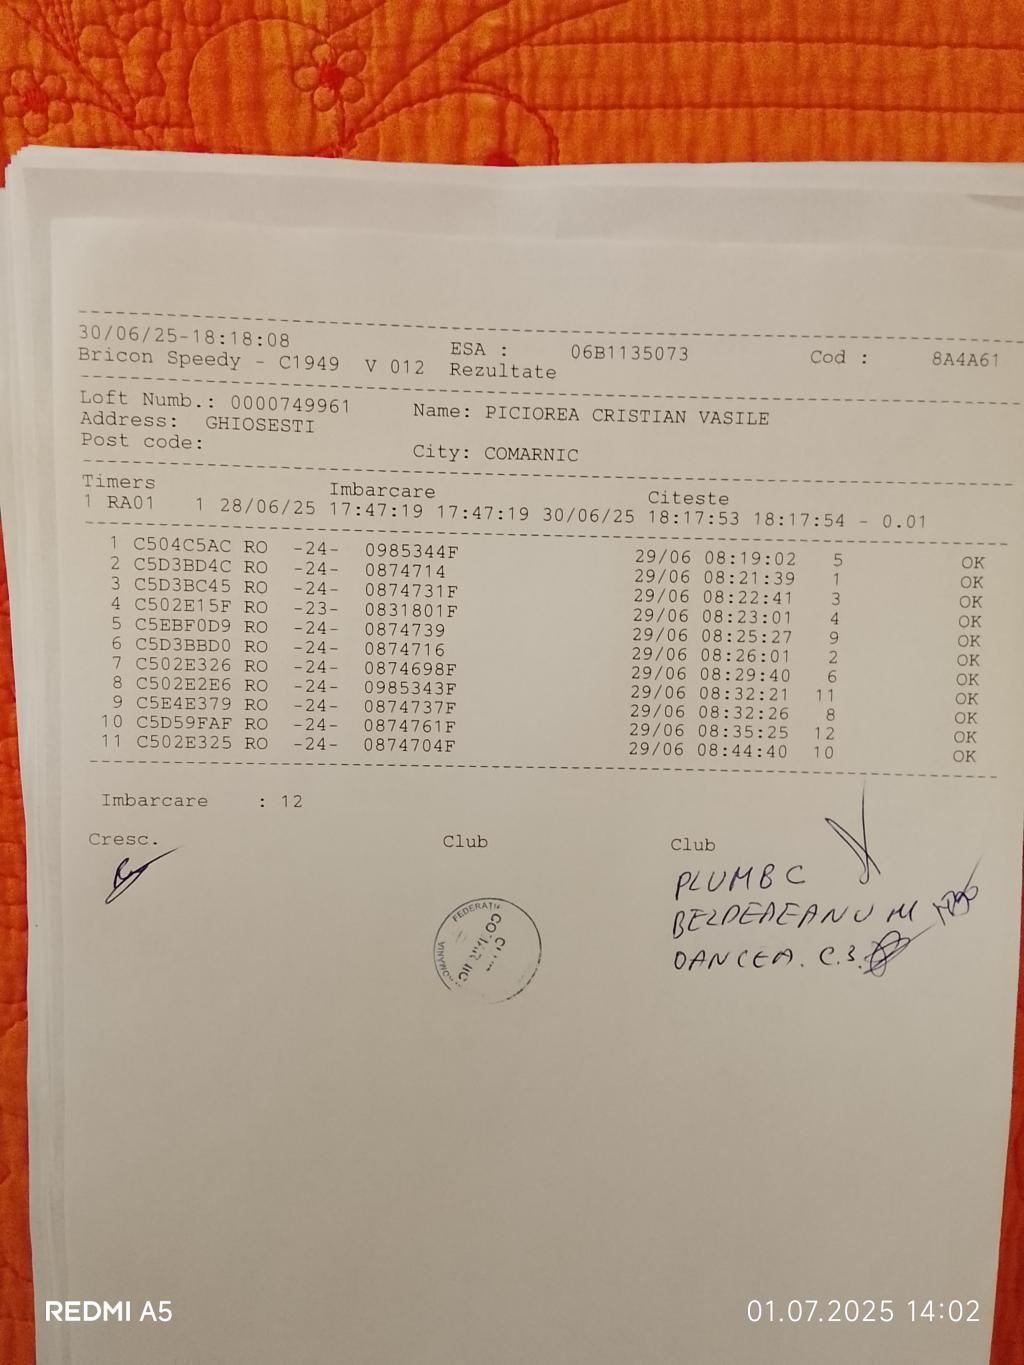 30/06/25-18:18:08
Bricon Speedy - C1949 V 012 ESA : 06B1135073 Cod : 8A4A61
Rezultate
Loft Numb.: 0000749961 Name: PICIOREA CRISTIAN VASILE
Address: GHIOSESTI
Post code: City: COMARNIC
Timers Imbarcare Citeste
1 RA01 1 28/06/25 17:47:19 17:47:19 30/06/25 18:17:53 18:17:54 - 0.01
1 C504C5AC RO -24- 0985344F 29/06 08:19:02 5 OK
2 C5D3BD4C RO -24- 0874714 29/06 08:21:39 1 OK
3 C5D3BC45 RO -24- 0874731F 29/06 08:22:41 3 OK
4 C502E15F RO -23- 0831801F 29/06 08:23:01 4 OK
5 C5EBF0D9 RO -24- 0874739 29/06 08:25:27 9 OK
6 C5D3BBD0 RO -24- 0874716 29/06 08:26:01 2 OK
7 C502E326 RO -24- 0874698F 29/06 08:29:40 6 OK
8 C502E2E6 RO -24- 0985343F 29/06 08:32:21 11 OK
9 C5E4E379 RO -24- 0874737F 29/06 08:32:26 8 OK
10 C5D59FAF RO -24- 0874761F 29/06 08:35:25 12 OK
11 C502E325 RO -24- 0874704F 29/06 08:44:40 10 OK
Imbarcare : 12
Cresc. Club Club
PLUMB C
BELDEREANU M
DANCEA. C.
REDMI A5 01.07.2025 14:02